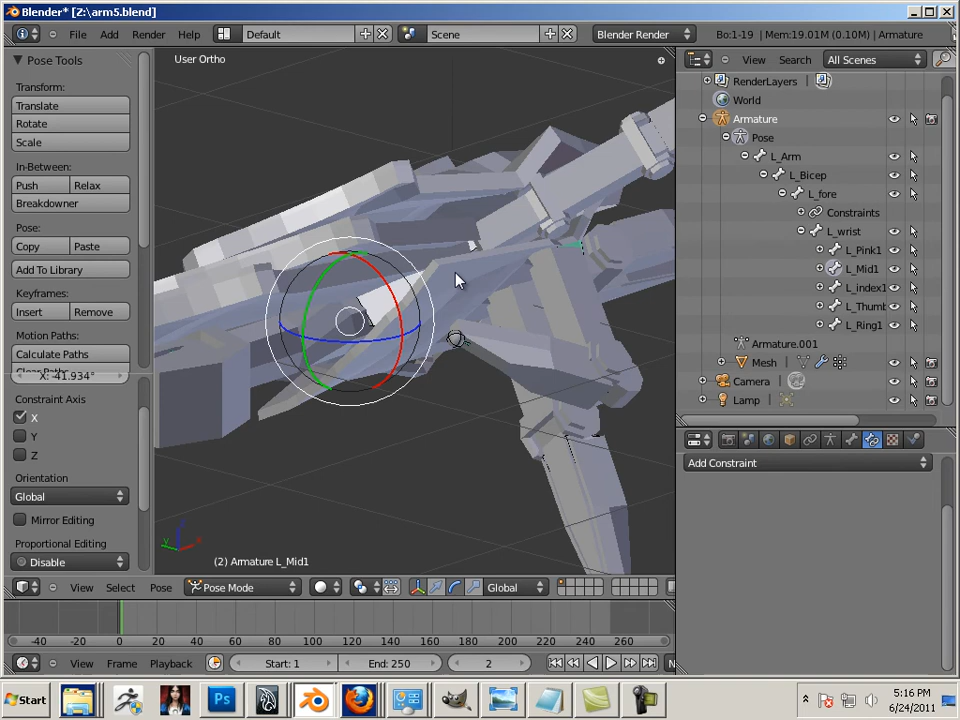 Blender* [Z:\arm5.blend]
File Add Render Help Default Scene Blender Render Bo:1-19 | Mem:19.01M (0.10M) | Armature
Pose Tools
Transform:
Translate
Rotate
Scale
In-Between:
Push Relax
Breakdowner
Pose:
Copy Paste
Add To Library
Keyframes:
Insert Remove
Motion Paths:
Calculate Paths
X: -41.934°
Constraint Axis
X
Y
Z
Orientation
Global
Mirror Editing
Proportional Editing
Disable
User Ortho
(2) Armature L_Mid1
View Select Pose Pose Mode Global
View Search All Scenes
RenderLayers
World
Armature
Pose
L_Arm
L_Bicep
L_fore
Constraints
L_wrist
L_Pink1
L_Mid1
L_index1
L_Thumb
L_Ring1
Armature.001
Mesh
Camera
Lamp
Add Constraint
-40 -20 0 20 40 60 80 100 120 140 160 180 200 220 240 260
View Frame Playback Start: 1 End: 250 2
Start Ps
5:16 PM
6/24/2011